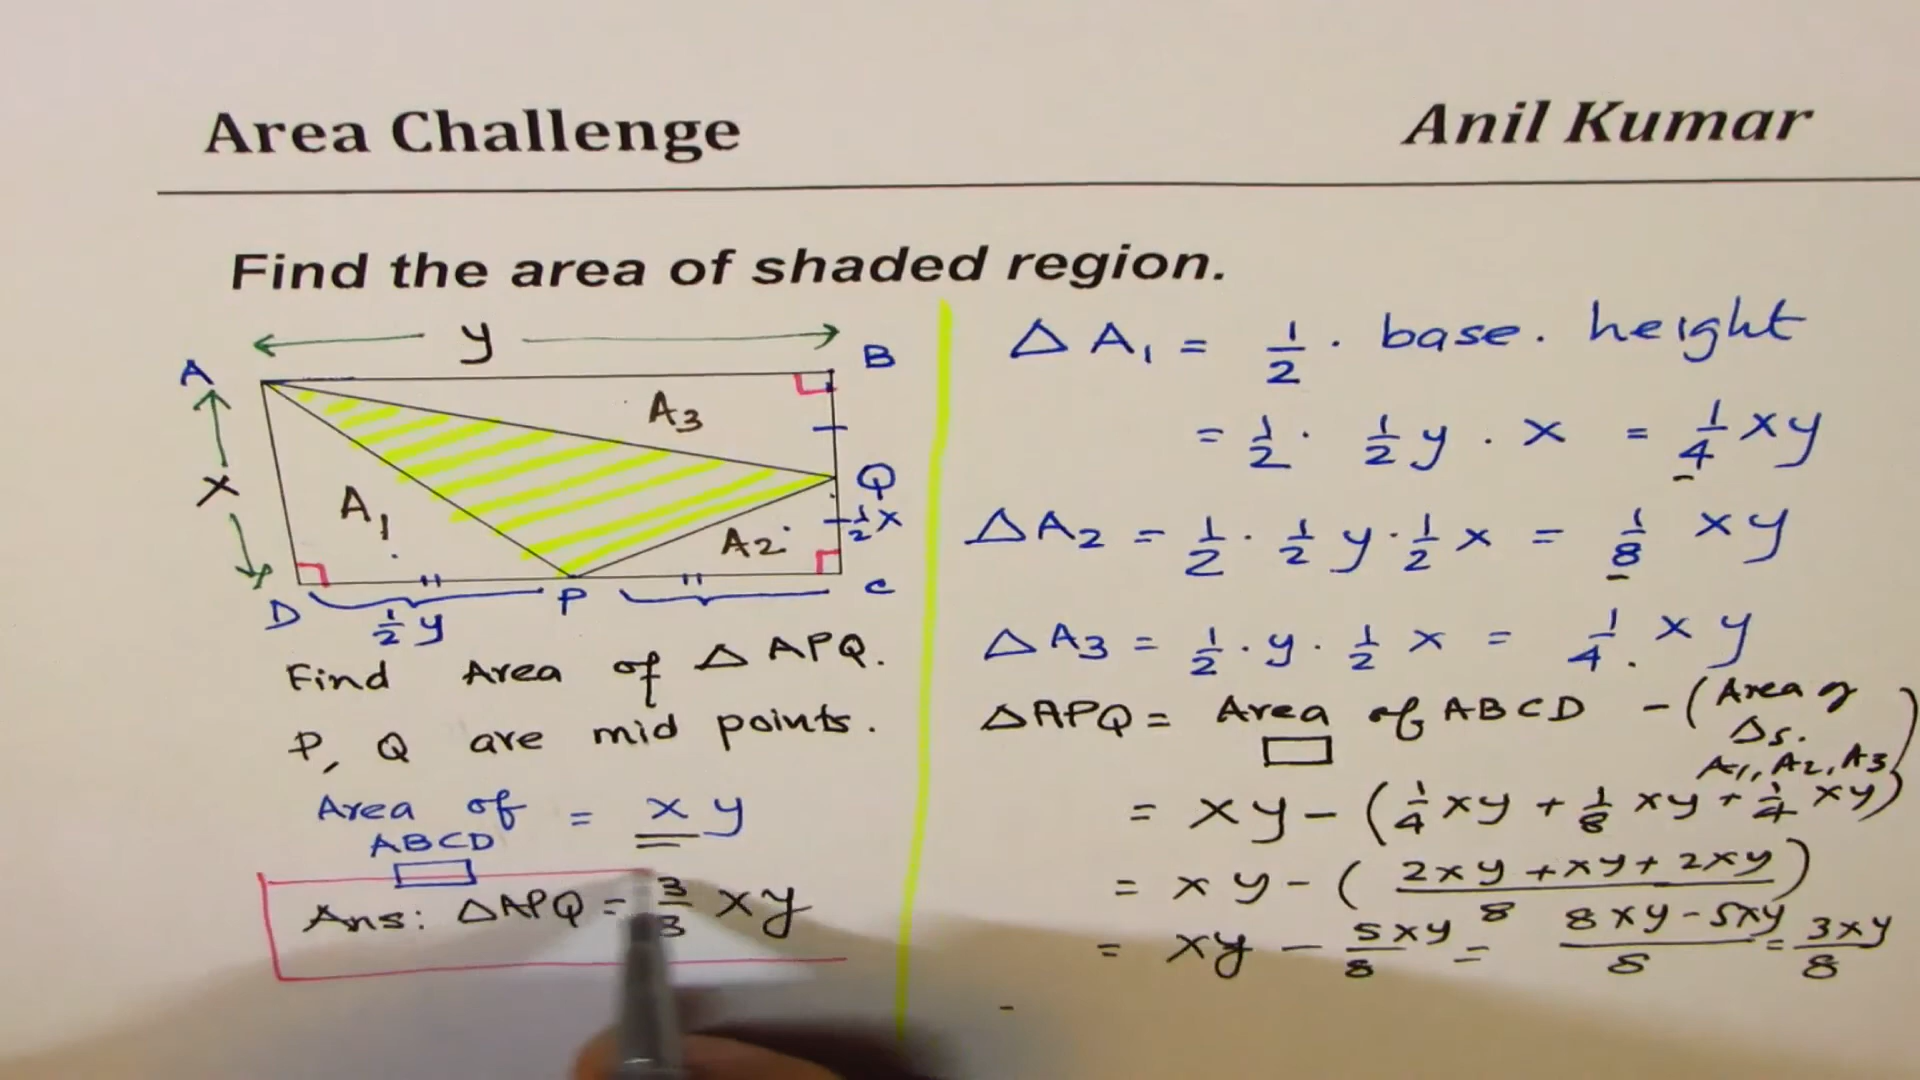 Area Challenge
Anil Kumar
Find the area of shaded region.
y
A
B
A3
x
Q
A1
A2
1/2 x
D
P
C
1/2 y
Find Area of △ APQ.
P, Q are mid points.
Area of ABCD = xy
Ans: △APQ = 3/8 xy
△ A1 = 1/2 · base · height
= 1/2 · 1/2 y · x = 1/4 xy
△A2 = 1/2 · 1/2 y · 1/2 x = 1/8 xy
△A3 = 1/2 · y · 1/2 x = 1/4 xy
△APQ = Area of ABCD - (Area of △s. A1, A2, A3)
= xy - (1/4 xy + 1/8 xy + 1/4 xy)
= xy - (2xy + xy + 2xy / 8)
= xy - 5xy/8 = 8xy - 5xy / 8 = 3xy/8